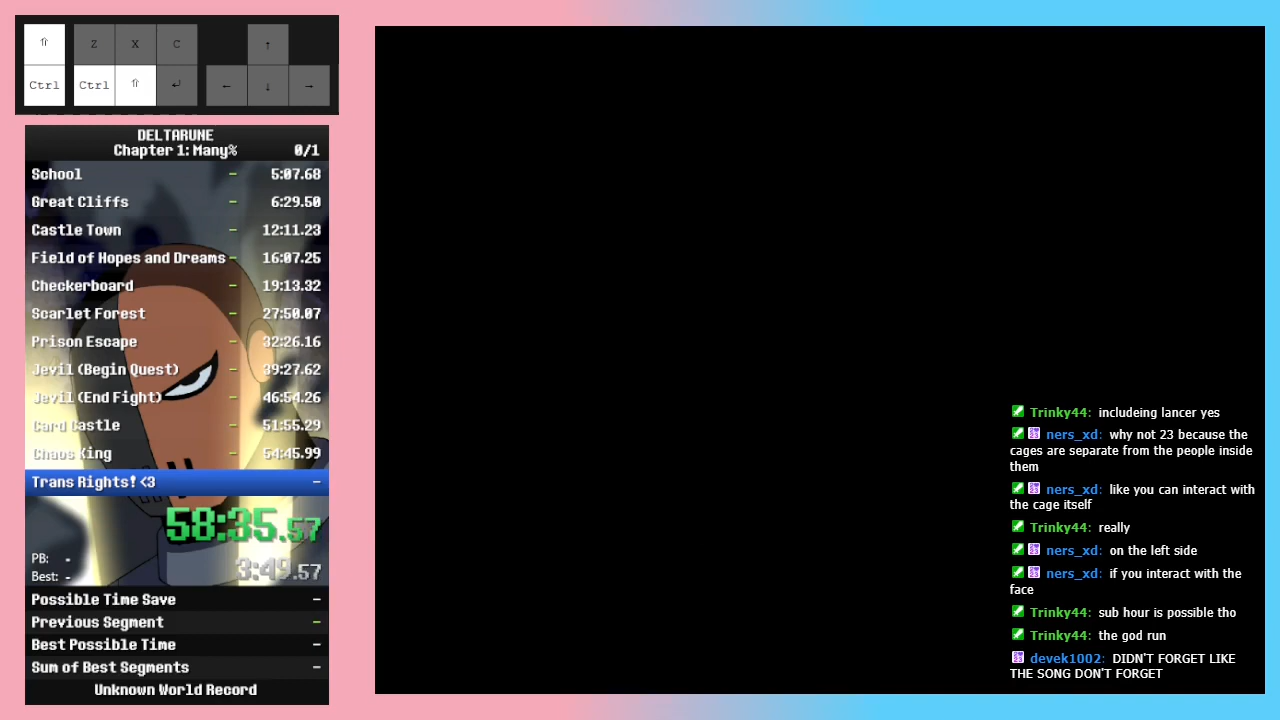 ⇧ Z X C ↑
Ctrl Ctrl ⇧ ↵ ← ↓ →
DELTARUNE
Chapter 1: Many% 0/1
School - 5:07.68
Great Cliffs - 6:29.50
Castle Town - 12:11.23
Field of Hopes and Dreams - 16:07.25
Checkerboard - 19:13.32
Scarlet Forest - 27:50.07
Prison Escape - 32:26.16
Jevil (Begin Quest) - 39:27.62
Jevil (End Fight) - 46:54.26
Card Castle - 51:55.29
Chaos King - 54:45.99
Trans Rights! <3 -
58:35.57
PB: -
3:49.57
Best: -
Possible Time Save -
Previous Segment -
Best Possible Time -
Sum of Best Segments -
Unknown World Record
Trinky44: includeing lancer yes
ners_xd: why not 23 because the
cages are separate from the people inside
them
ners_xd: like you can interact with
the cage itself
Trinky44: really
ners_xd: on the left side
ners_xd: if you interact with the
face
Trinky44: sub hour is possible tho
Trinky44: the god run
devek1002: DIDN'T FORGET LIKE
THE SONG DON'T FORGET